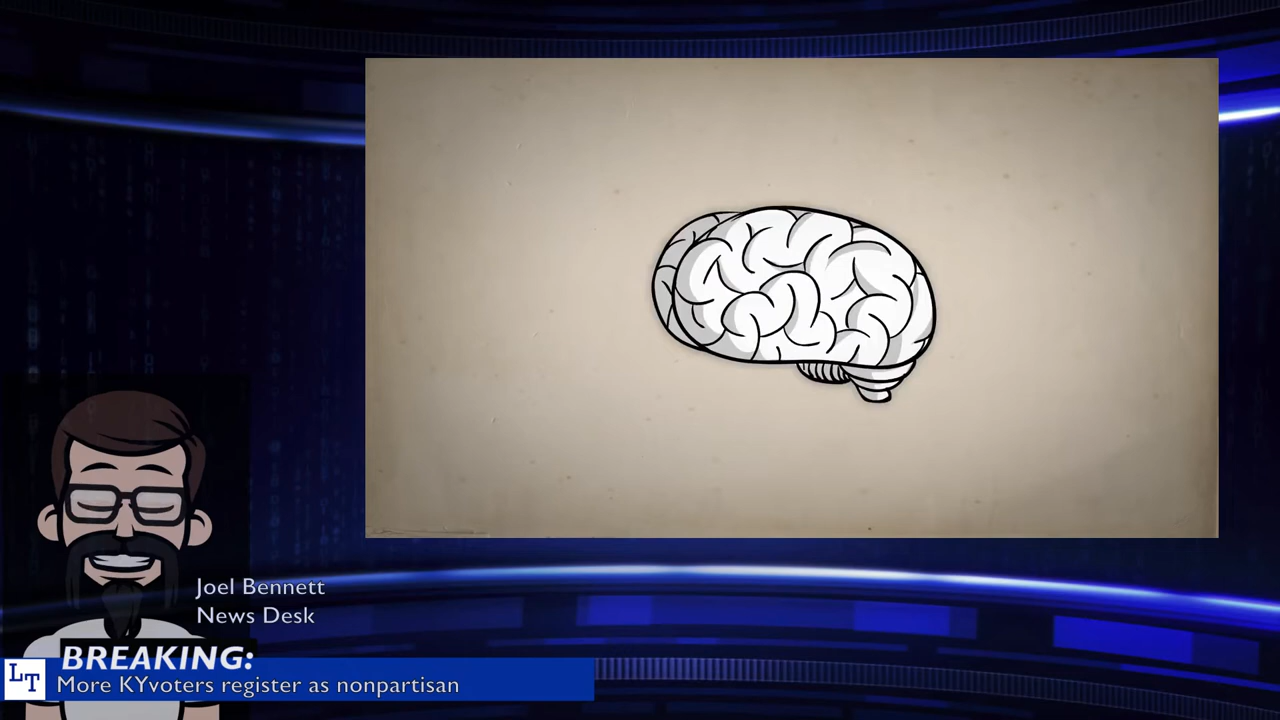 Joel Bennett
News Desk
BREAKING:
LT
More KYvoters register as nonpartisan